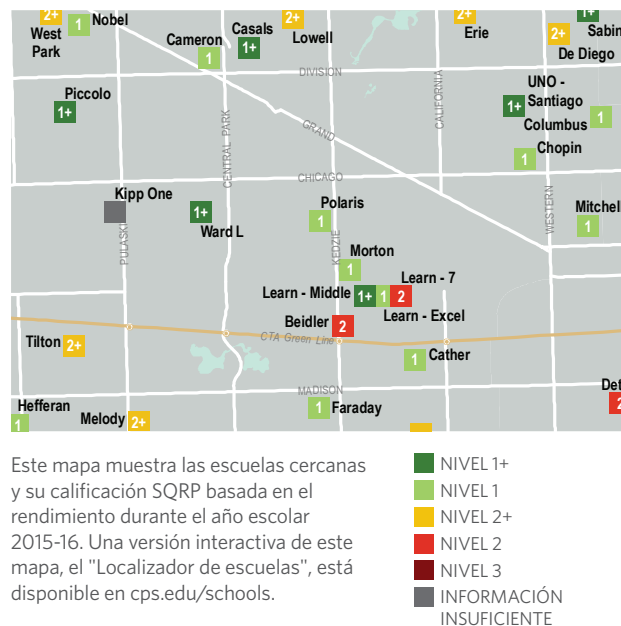 2+
West
Park
1
Nobel
Cameron
1
Casals
1+
2+
Lowell
2+
Erie
1+
Sabin
2+
De Diego
DIVISION
Piccolo
1+
UNO -
Santiago
1+
Columbus
1
Chopin
1
CENTRAL PARK
GRAND
CALIFORNIA
CHICAGO
Kipp One
PULASKI
1+
Ward L
Polaris
1
KEDZIE
WESTERN
Mitchell
1
Morton
1
Learn - 7
Learn - Middle
1+
1
2
Learn - Excel
Beidler
2
CTA Green Line
Tilton
2+
1
Cather
MADISON
Hefferan
1
Melody
2+
1
Faraday
Det
2
Este mapa muestra las escuelas cercanas
y su calificación SQRP basada en el
rendimiento durante el año escolar
2015-16. Una versión interactiva de este
mapa, el "Localizador de escuelas", está
disponible en cps.edu/schools.
NIVEL 1+
NIVEL 1
NIVEL 2+
NIVEL 2
NIVEL 3
INFORMACIÓN
INSUFICIENTE